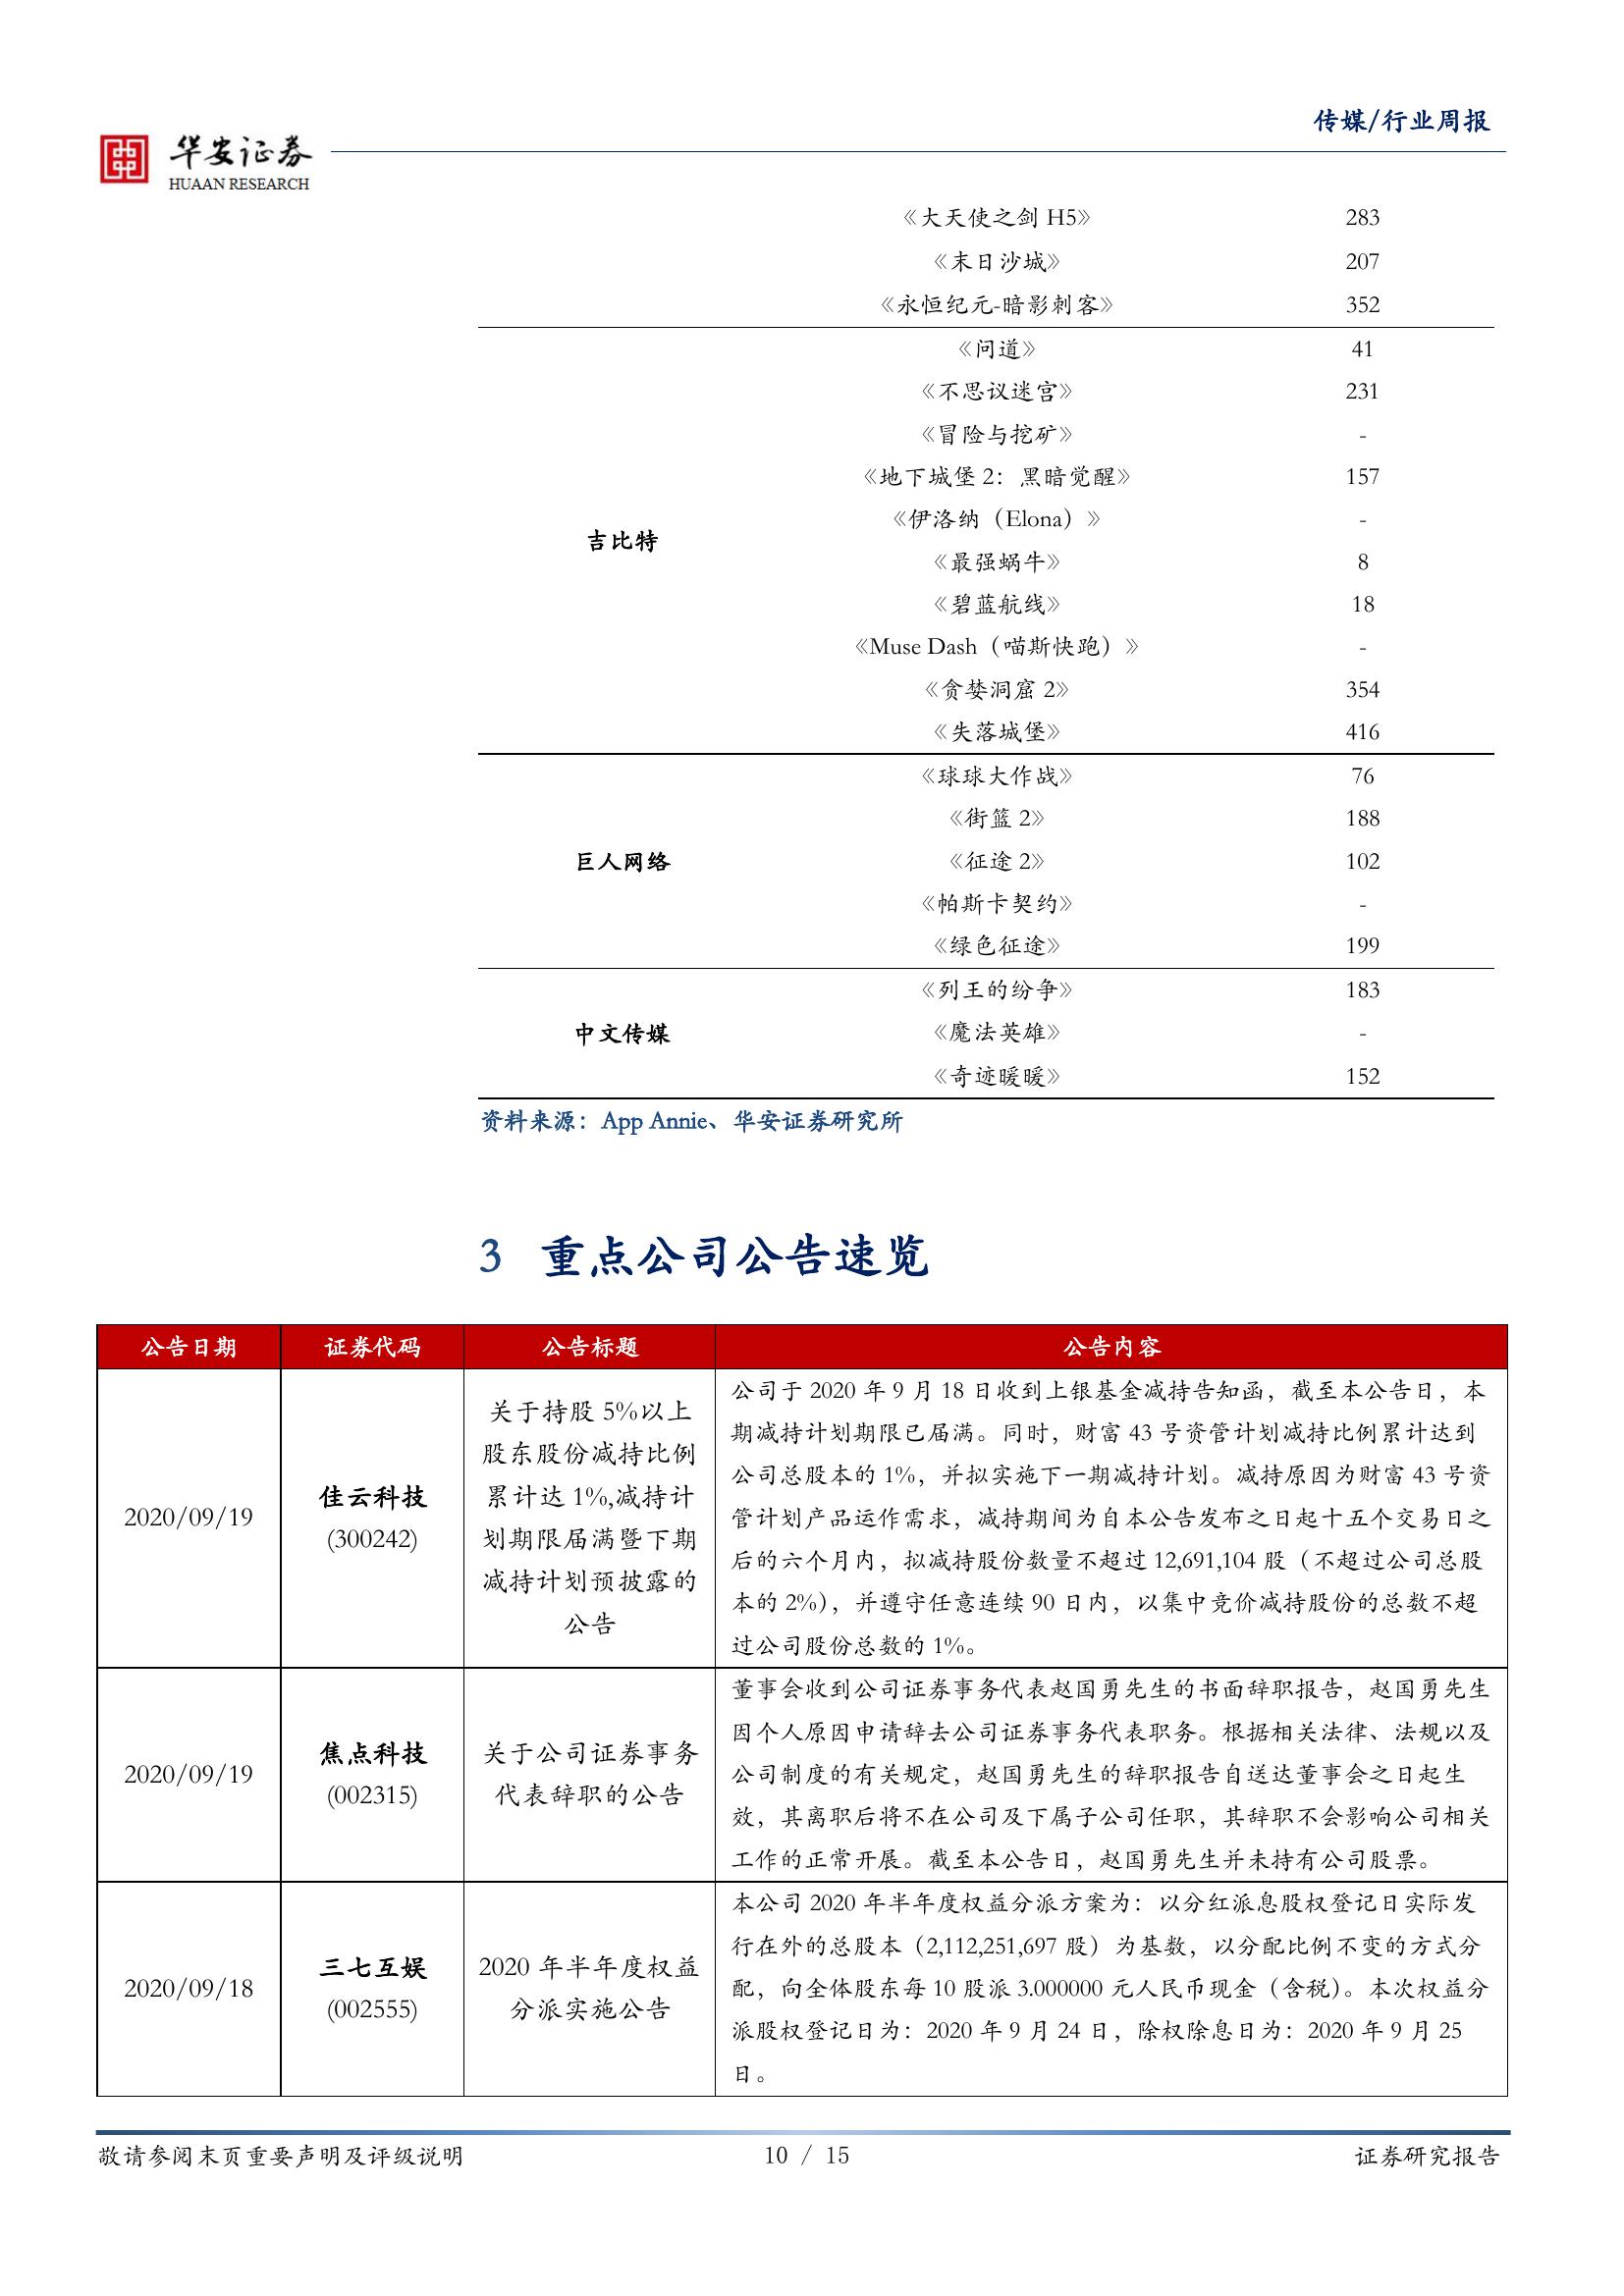 传媒/行业周报
华安证券
HUAAN RESEARCH
《大天使之剑 H5》 283
《末日沙城》 207
《永恒纪元-暗影刺客》 352
《问道》 41
《不思议迷宫》 231
《冒险与挖矿》 -
《地下城堡 2：黑暗觉醒》 157
《伊洛纳（Elona）》 -
吉比特
《最强蜗牛》 8
《碧蓝航线》 18
《Muse Dash（喵斯快跑）》 -
《贪婪洞窟 2》 354
《失落城堡》 416
《球球大作战》 76
《街篮 2》 188
巨人网络 《征途 2》 102
《帕斯卡契约》 -
《绿色征途》 199
《列王的纷争》 183
中文传媒 《魔法英雄》 -
《奇迹暖暖》 152
资料来源：App Annie、华安证券研究所
3 重点公司公告速览
公告日期 证券代码 公告标题 公告内容
2020/09/19
佳云科技
(300242)
关于持股 5%以上
股东股份减持比例
累计达 1%,减持计
划期限届满暨下期
减持计划预披露的
公告
公司于 2020 年 9 月 18 日收到上银基金减持告知函，截至本公告日，本
期减持计划期限已届满。同时，财富 43 号资管计划减持比例累计达到
公司总股本的 1%，并拟实施下一期减持计划。减持原因为财富 43 号资
管计划产品运作需求，减持期间为自本公告发布之日起十五个交易日之
后的六个月内，拟减持股份数量不超过 12,691,104 股（不超过公司总股
本的 2%），并遵守任意连续 90 日内，以集中竞价减持股份的总数不超
过公司股份总数的 1%。
2020/09/19
焦点科技
(002315)
关于公司证券事务
代表辞职的公告
董事会收到公司证券事务代表赵国勇先生的书面辞职报告，赵国勇先生
因个人原因申请辞去公司证券事务代表职务。根据相关法律、法规以及
公司制度的有关规定，赵国勇先生的辞职报告自送达董事会之日起生
效，其离职后将不在公司及下属子公司任职，其辞职不会影响公司相关
工作的正常开展。截至本公告日，赵国勇先生并未持有公司股票。
2020/09/18
三七互娱
(002555)
2020 年半年度权益
分派实施公告
本公司 2020 年半年度权益分派方案为：以分红派息股权登记日实际发
行在外的总股本（2,112,251,697 股）为基数，以分配比例不变的方式分
配，向全体股东每 10 股派 3.000000 元人民币现金（含税）。本次权益分
派股权登记日为：2020 年 9 月 24 日，除权除息日为：2020 年 9 月 25
日。
敬请参阅末页重要声明及评级说明 10 / 15 证券研究报告